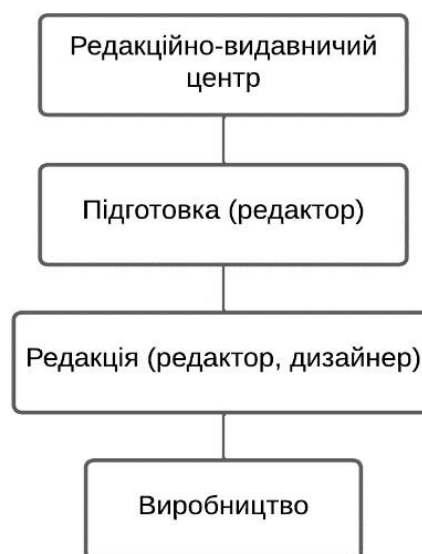 Редакційно-видавничий
центр
Підготовка (редактор)
Редакція (редактор, дизайнер)
Виробництво